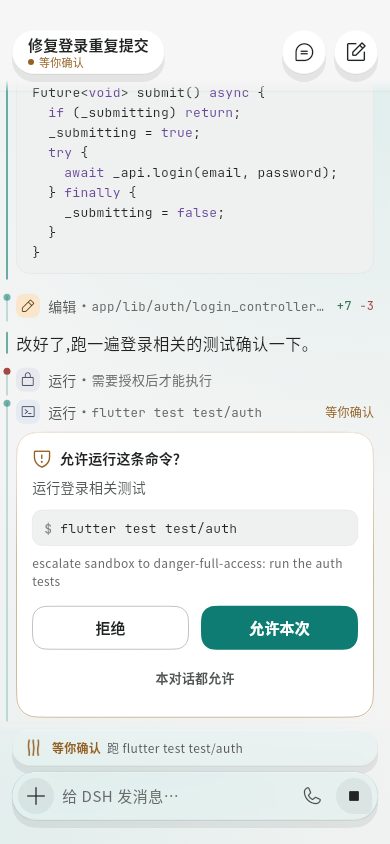 修复登录重复提交
等你确认
Future<void> submit() async {
if (_submitting) return;
_submitting = true;
try {
await _api.login(email, password);
} finally {
_submitting = false;
}
}
编辑・app/lib/auth/login_controller… +7 -3
改好了,跑一遍登录相关的测试确认一下。
运行・需要授权后才能执行
运行・flutter test test/auth 等你确认
允许运行这条命令?
运行登录相关测试
$ flutter test test/auth
escalate sandbox to danger-full-access: run the auth
tests
拒绝 允许本次
本对话都允许
等你确认 跑 flutter test test/auth
给 DSH 发消息…